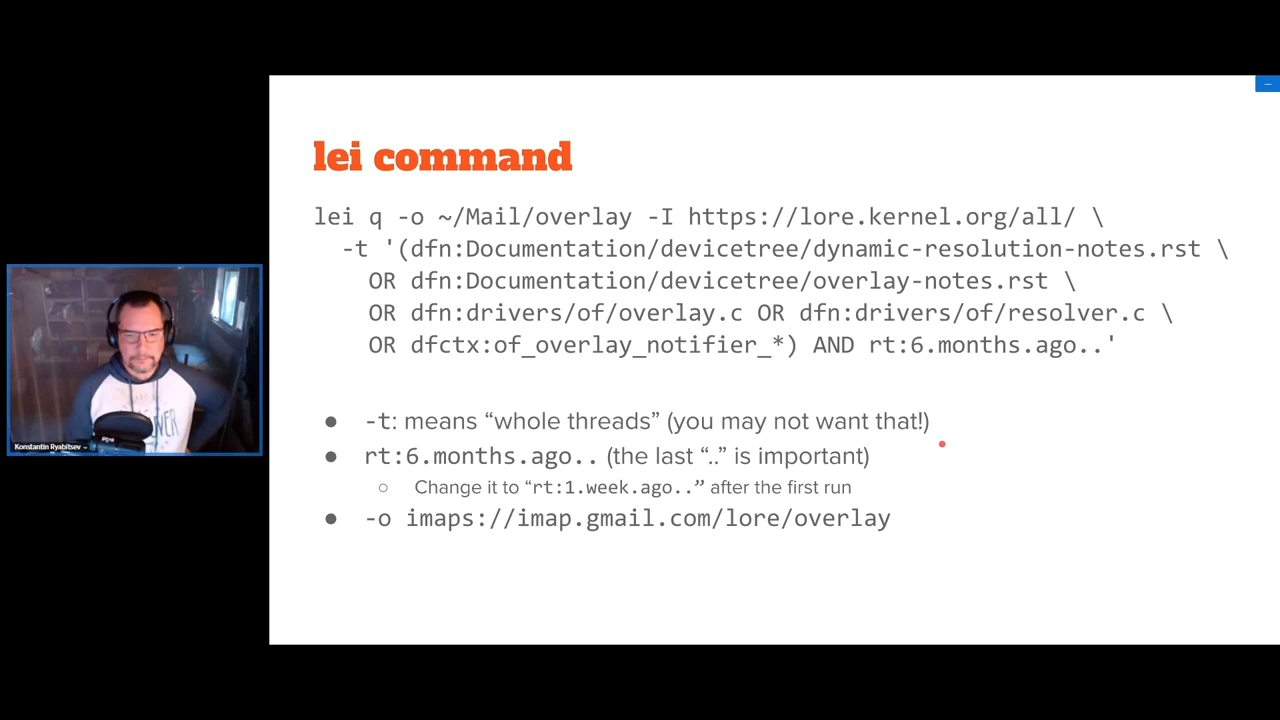 lei command
lei q -o ~/Mail/overlay -I https://lore.kernel.org/all/ \
-t '(dfn:Documentation/devicetree/dynamic-resolution-notes.rst \
OR dfn:Documentation/devicetree/overlay-notes.rst \
OR dfn:drivers/of/overlay.c OR dfn:drivers/of/resolver.c \
OR dfctx:of_overlay_notifier_*) AND rt:6.months.ago..'
● -t: means “whole threads” (you may not want that!)
● rt:6.months.ago.. (the last “..” is important)
○ Change it to “rt:1.week.ago..” after the first run
● -o imaps://imap.gmail.com/lore/overlay
Konstantin Ryabitsev